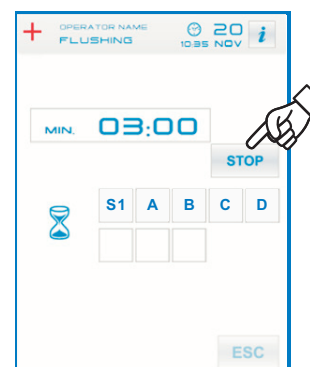 OPERATOR NAME
FLUSHING
10:35
20
NOV
i
MIN.
03:00
STOP
S1 A B C D
ESC